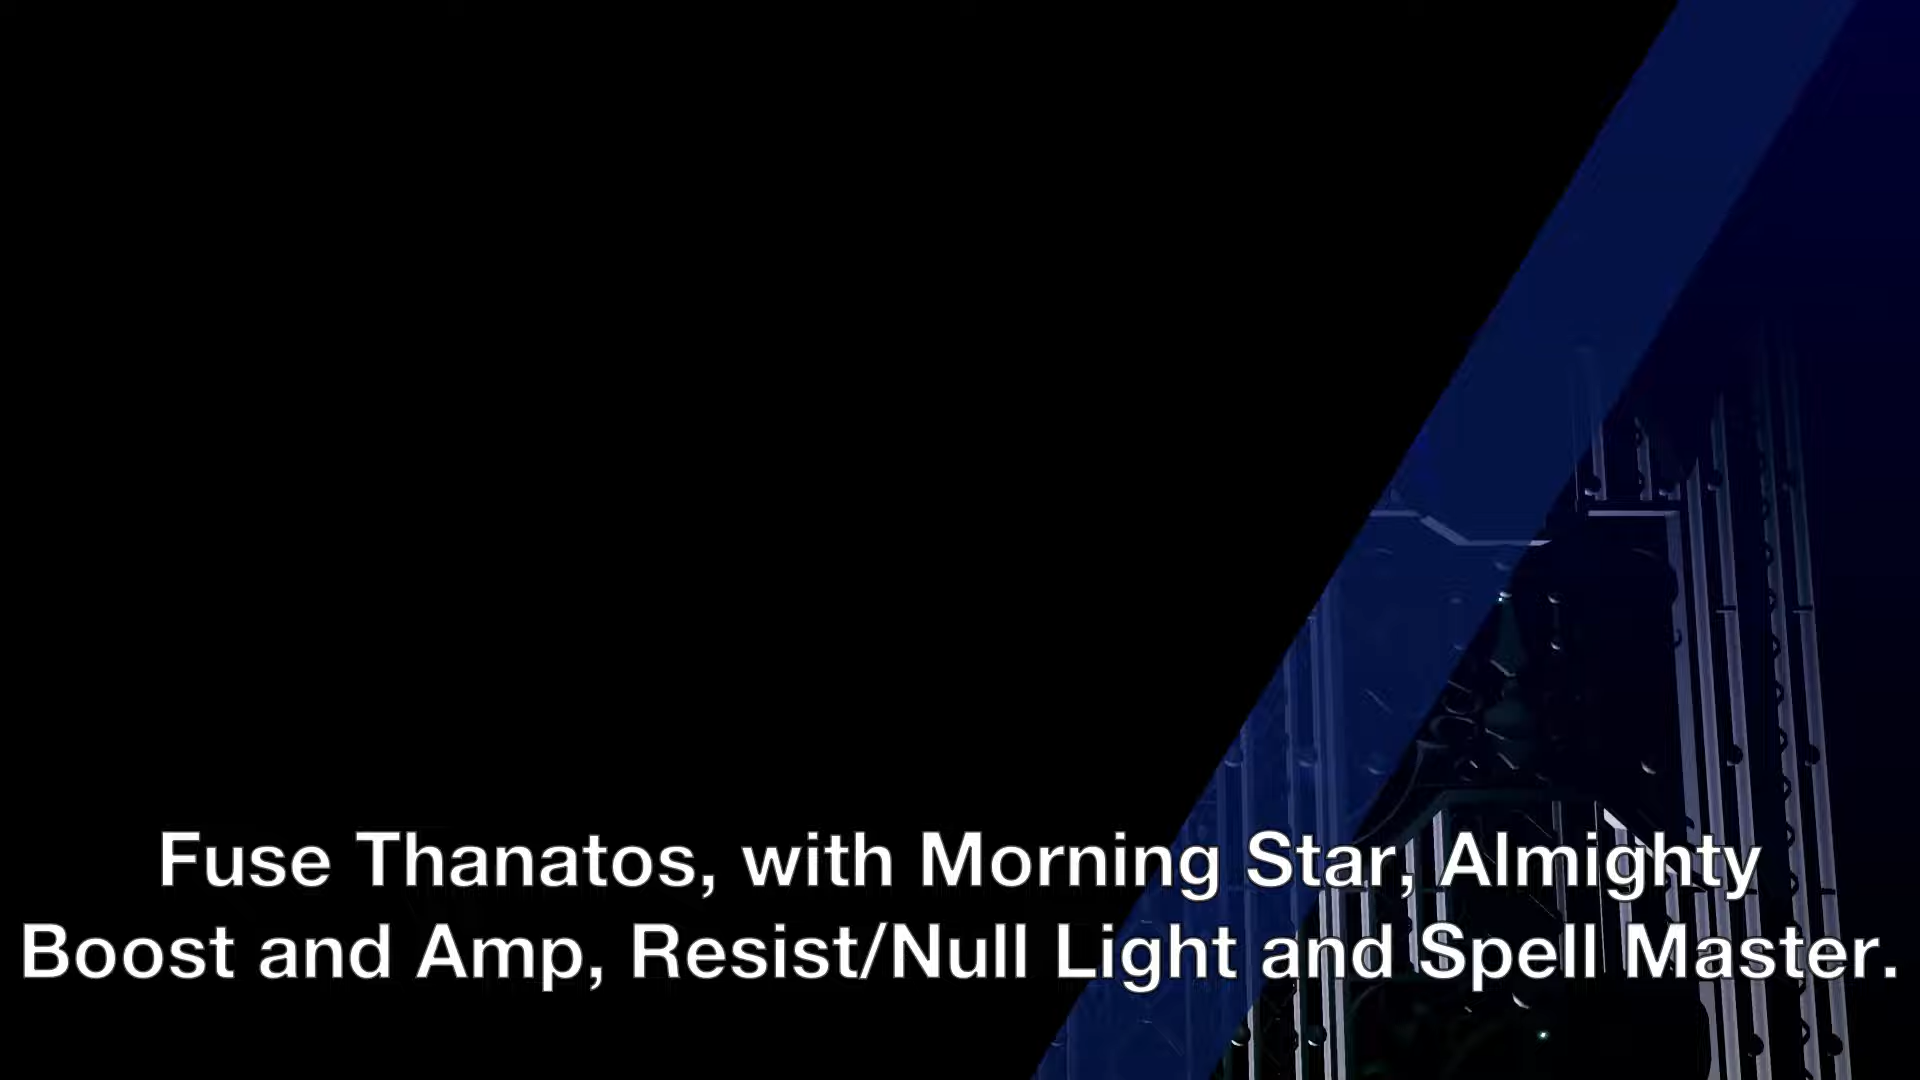 Fuse Thanatos, with Morning Star, Almighty
Boost and Amp, Resist/Null Light and Spell Master.